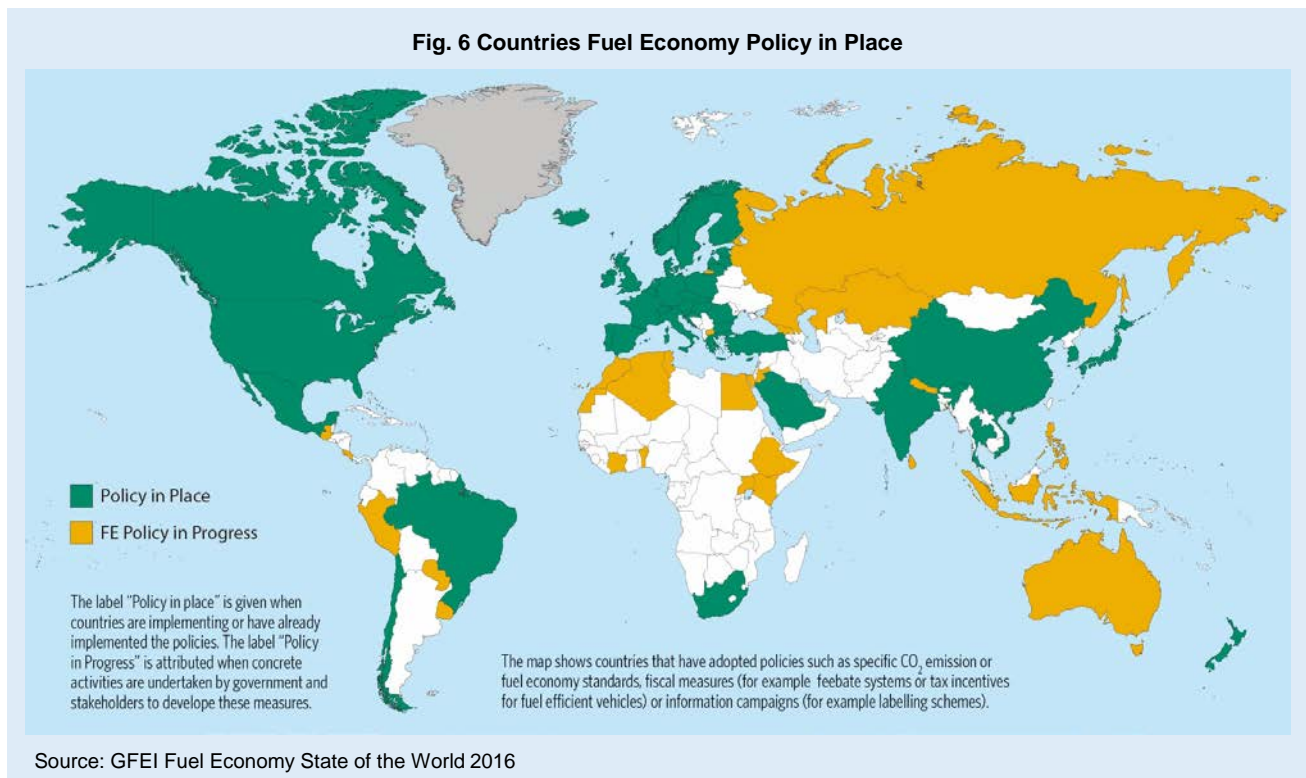 Fig. 6 Countries Fuel Economy Policy in Place
Policy in Place
FE Policy in Progress
The label “Policy in place” is given when
countries are implementing or have already
implemented the policies. The label “Policy
in Progress” is attributed when concrete
activities are undertaken by government and
stakeholders to develop these measures.
The map shows countries that have adopted policies such as specific CO₂ emission or
fuel economy standards, fiscal measures (for example feebate systems or tax incentives
for fuel efficient vehicles) or information campaigns (for example labelling schemes).
Source: GFEI Fuel Economy State of the World 2016